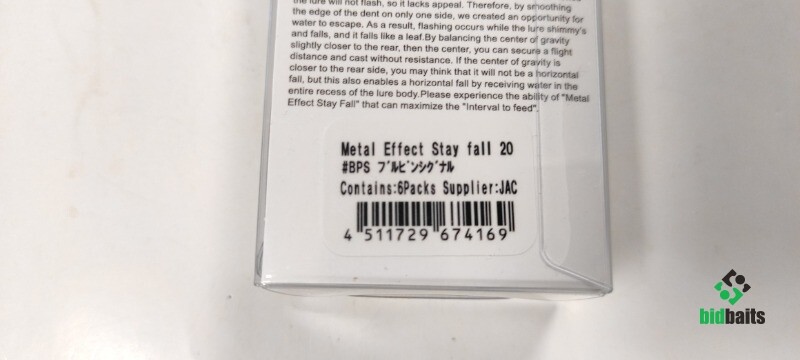 the lure will not flash, so it lacks appeal. Therefore, by smoothing
the edge of the dent on only one side, we created an opportunity for
water to escape. As a result, flashing occurs while the lure shimmy's
and falls, and it falls like a leaf.By balancing the center of gravity
slightly closer to the rear, then the center, you can secure a flight
distance and cast without resistance. If the center of gravity is
closer to the rear side, you may think that it will not be a horizontal
fall, but this also enables a horizontal fall by receiving water in the
entire recess of the lure body.Please experience the ability of "Metal
Effect Stay Fall" that can maximize the "Interval to feed".
Metal Effect Stay fall 20
#BPS ブルピンシグナル
Contains:6Packs Supplier:JAC
4 511729 674169
bidbaits